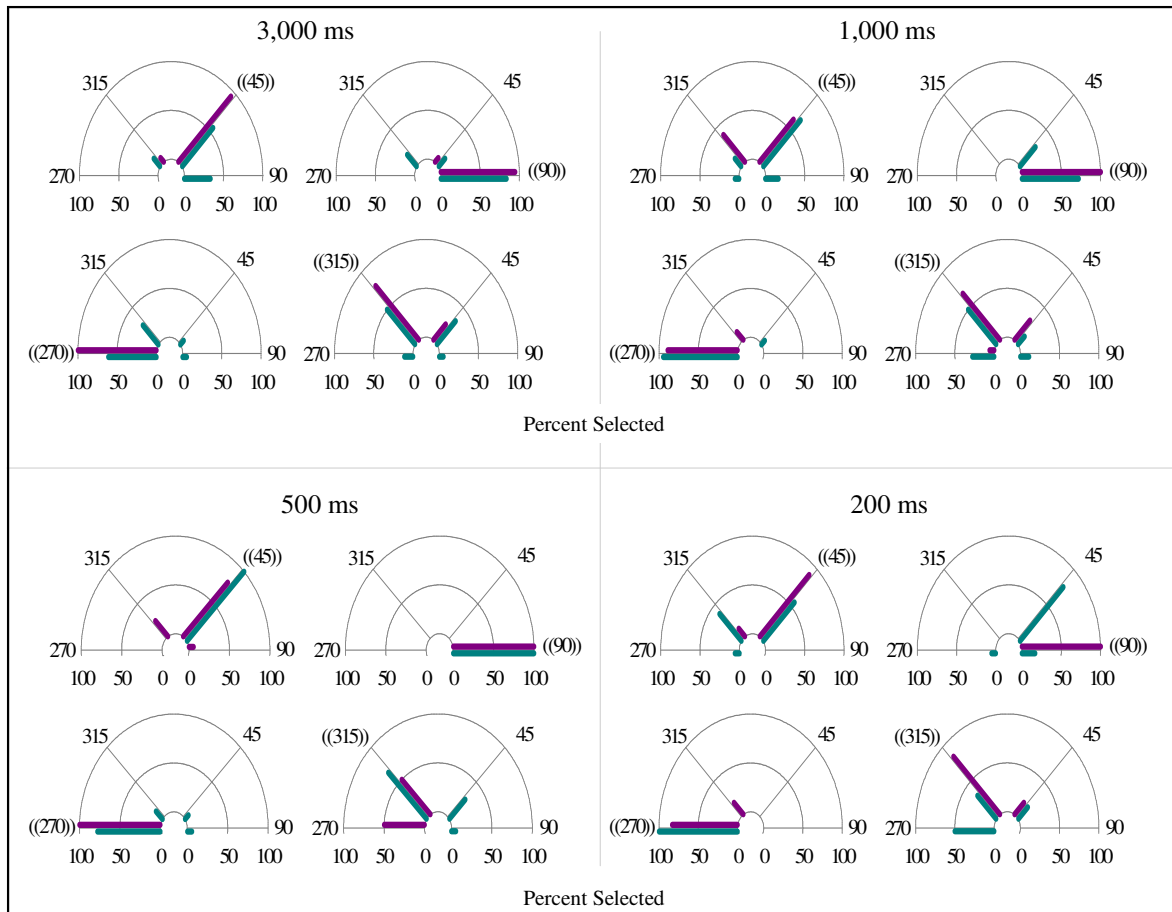 3,000 ms
1,000 ms
315 ((45)) 315 45 315 ((45)) 315 45
270 90 270 ((90)) 270 90 270 ((90))
100 50 0 0 50 100 100 50 0 0 50 100 100 50 0 0 50 100 100 50 0 0 50 100
315 45 ((315)) 45 315 45 ((315)) 45
((270)) 90 270 90 ((270)) 90 270 90
100 50 0 0 50 100 100 50 0 0 50 100 100 50 0 0 50 100 100 50 0 0 50 100
Percent Selected
500 ms
200 ms
315 ((45)) 315 45 315 ((45)) 315 45
270 90 270 ((90)) 270 90 270 ((90))
100 50 0 0 50 100 100 50 0 0 50 100 100 50 0 0 50 100 100 50 0 0 50 100
315 45 ((315)) 45 315 45 ((315)) 45
((270)) 90 270 90 ((270)) 90 270 90
100 50 0 0 50 100 100 50 0 0 50 100 100 50 0 0 50 100 100 50 0 0 50 100
Percent Selected